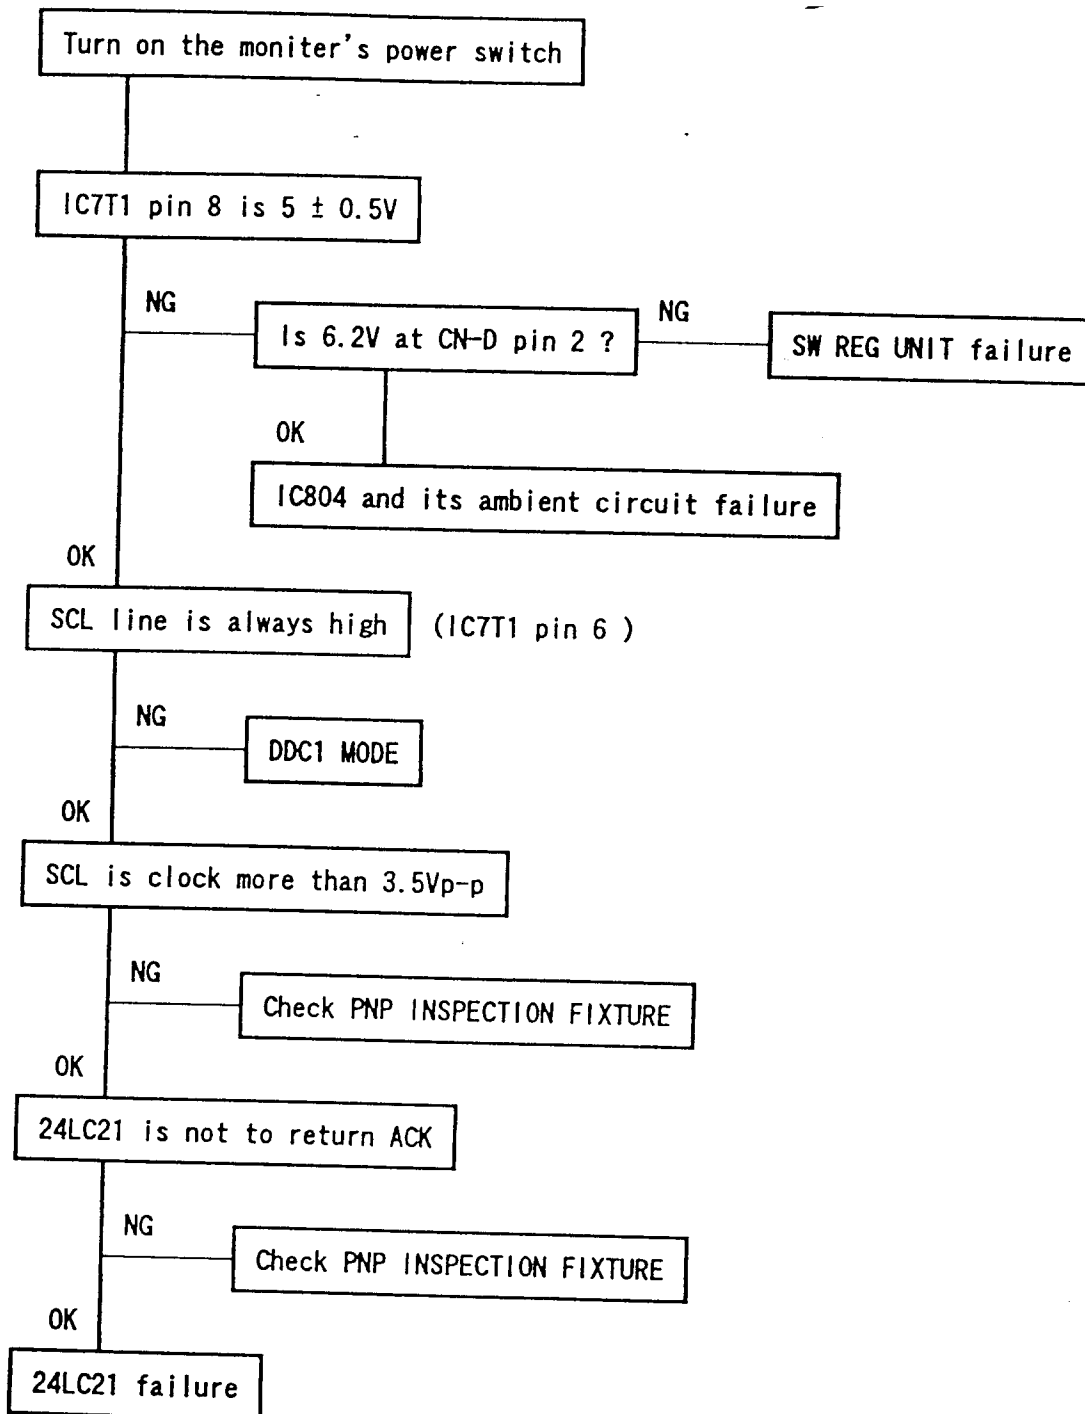 Turn on the moniter's power switch
IC7T1 pin 8 is 5 ± 0.5V
NG
Is 6.2V at CN-D pin 2 ?
NG
SW REG UNIT failure
OK
IC804 and its ambient circuit failure
OK
SCL line is always high
(IC7T1 pin 6 )
NG
DDC1 MODE
OK
SCL is clock more than 3.5Vp-p
NG
Check PNP INSPECTION FIXTURE
OK
24LC21 is not to return ACK
NG
Check PNP INSPECTION FIXTURE
OK
24LC21 failure